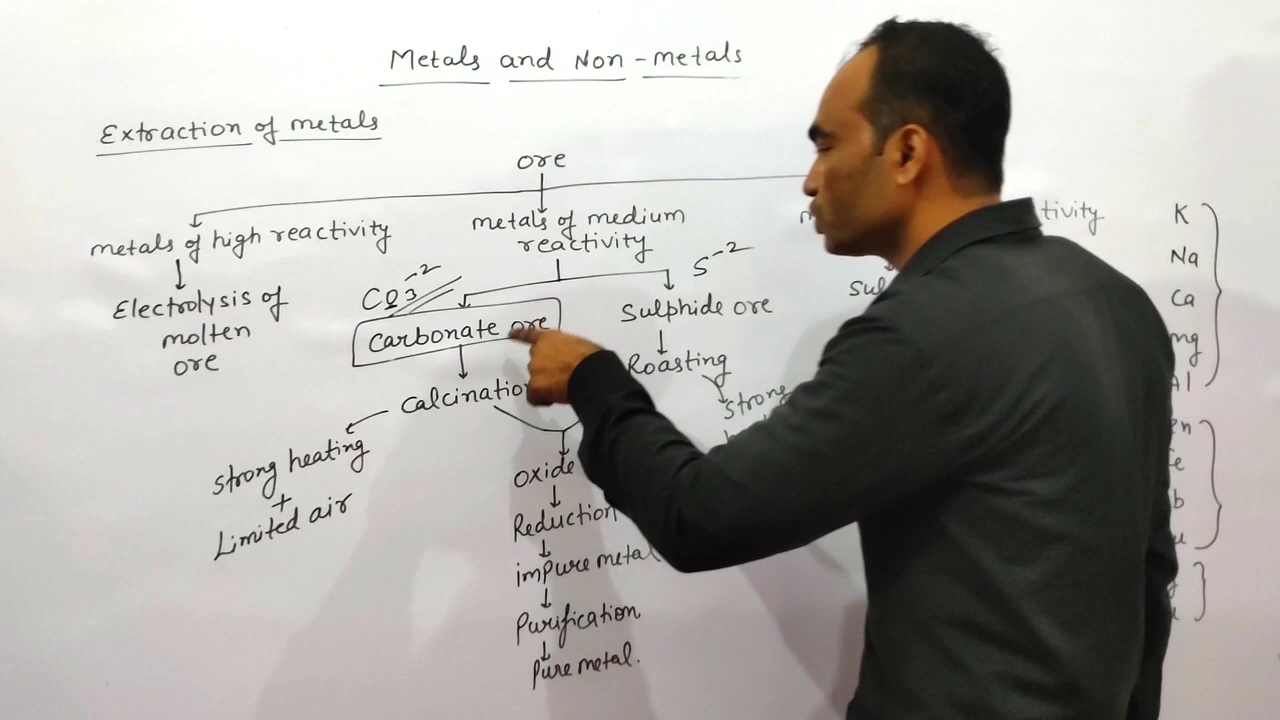 Metals and Non-metals
Extraction of metals
ore
metals of high reactivity
Electrolysis of
molten
ore
metals of medium
reactivity
CO3-2
Carbonate ore
Calcination
Strong heating
+
Limited air
S-2
Sulphide ore
Roasting
Strong
oxide
Reduction
impure metal
Purification
Pure metal.
K
Na
Ca